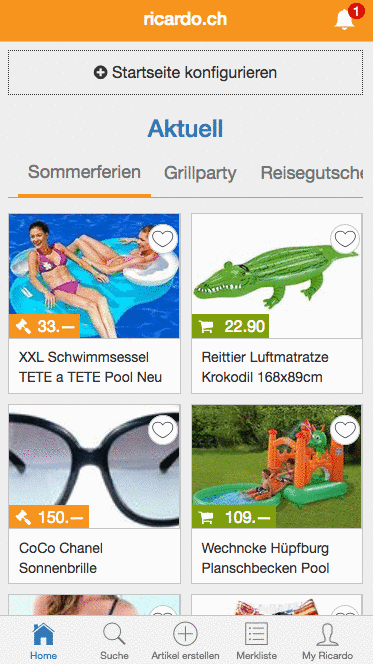 ricardo.ch
1
Startseite konfigurieren
Aktuell
Sommerferien
Grillparty
Reisegutsche
33.—
22.90
XXL Schwimmsessel
TETE a TETE Pool Neu
Reittier Luftmatratze
Krokodil 168x89cm
150.—
109.—
CoCo Chanel
Sonnenbrille
Wechncke Hüpfburg
Planschbecken Pool
Home
Suche
Artikel erstellen
Merkliste
My Ricardo